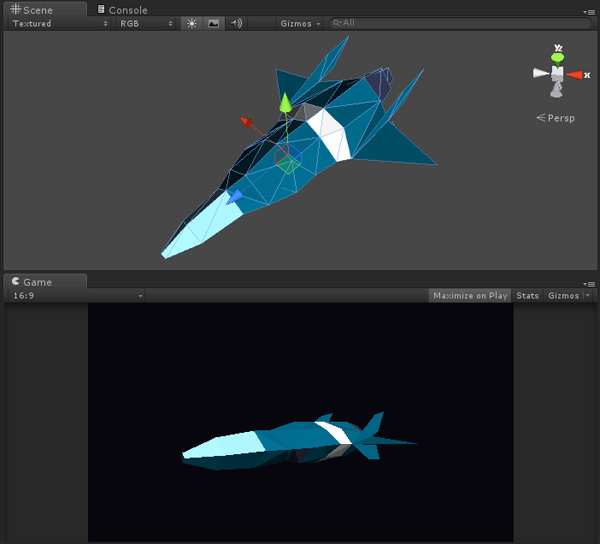 Scene Console
Textured RGB Gizmos All
y z
x
Persp
Game
16:9 Maximize on Play Stats Gizmos